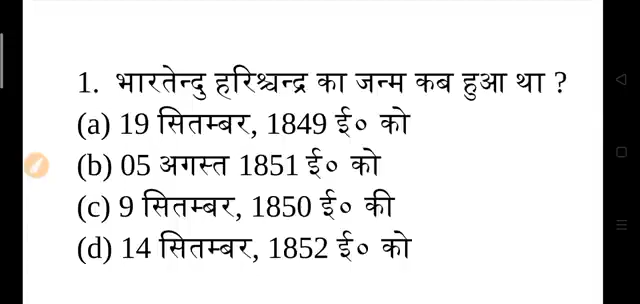 1. भारतेन्दु हरिश्चन्द्र का जन्म कब हुआ था ?
(a) 19 सितम्बर, 1849 ई० को
(b) 05 अगस्त 1851 ई० को
(c) 9 सितम्बर, 1850 ई० की
(d) 14 सितम्बर, 1852 ई० को